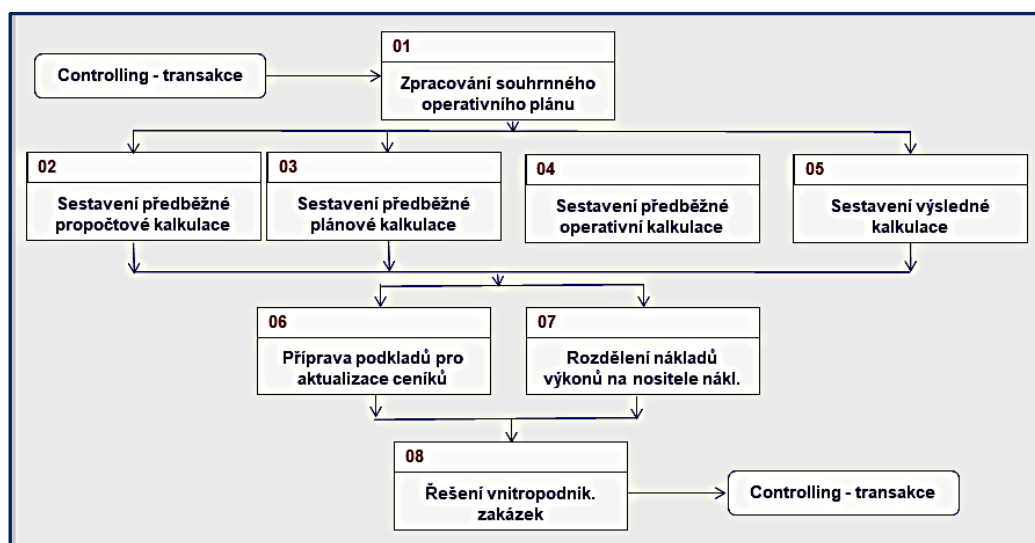 01
Controlling - transakce
Zpracování souhrnného
operativního plánu
02
Sestavení předběžné
propočtové kalkulace
03
Sestavení předběžné
plánové kalkulace
04
Sestavení předběžné
operativní kalkulace
05
Sestavení výsledné
kalkulace
06
Příprava podkladů pro
aktualizace ceníků
07
Rozdělení nákladů
výkonů na nositele nákl.
08
Řešení vnitropodnik.
zakázek
Controlling - transakce